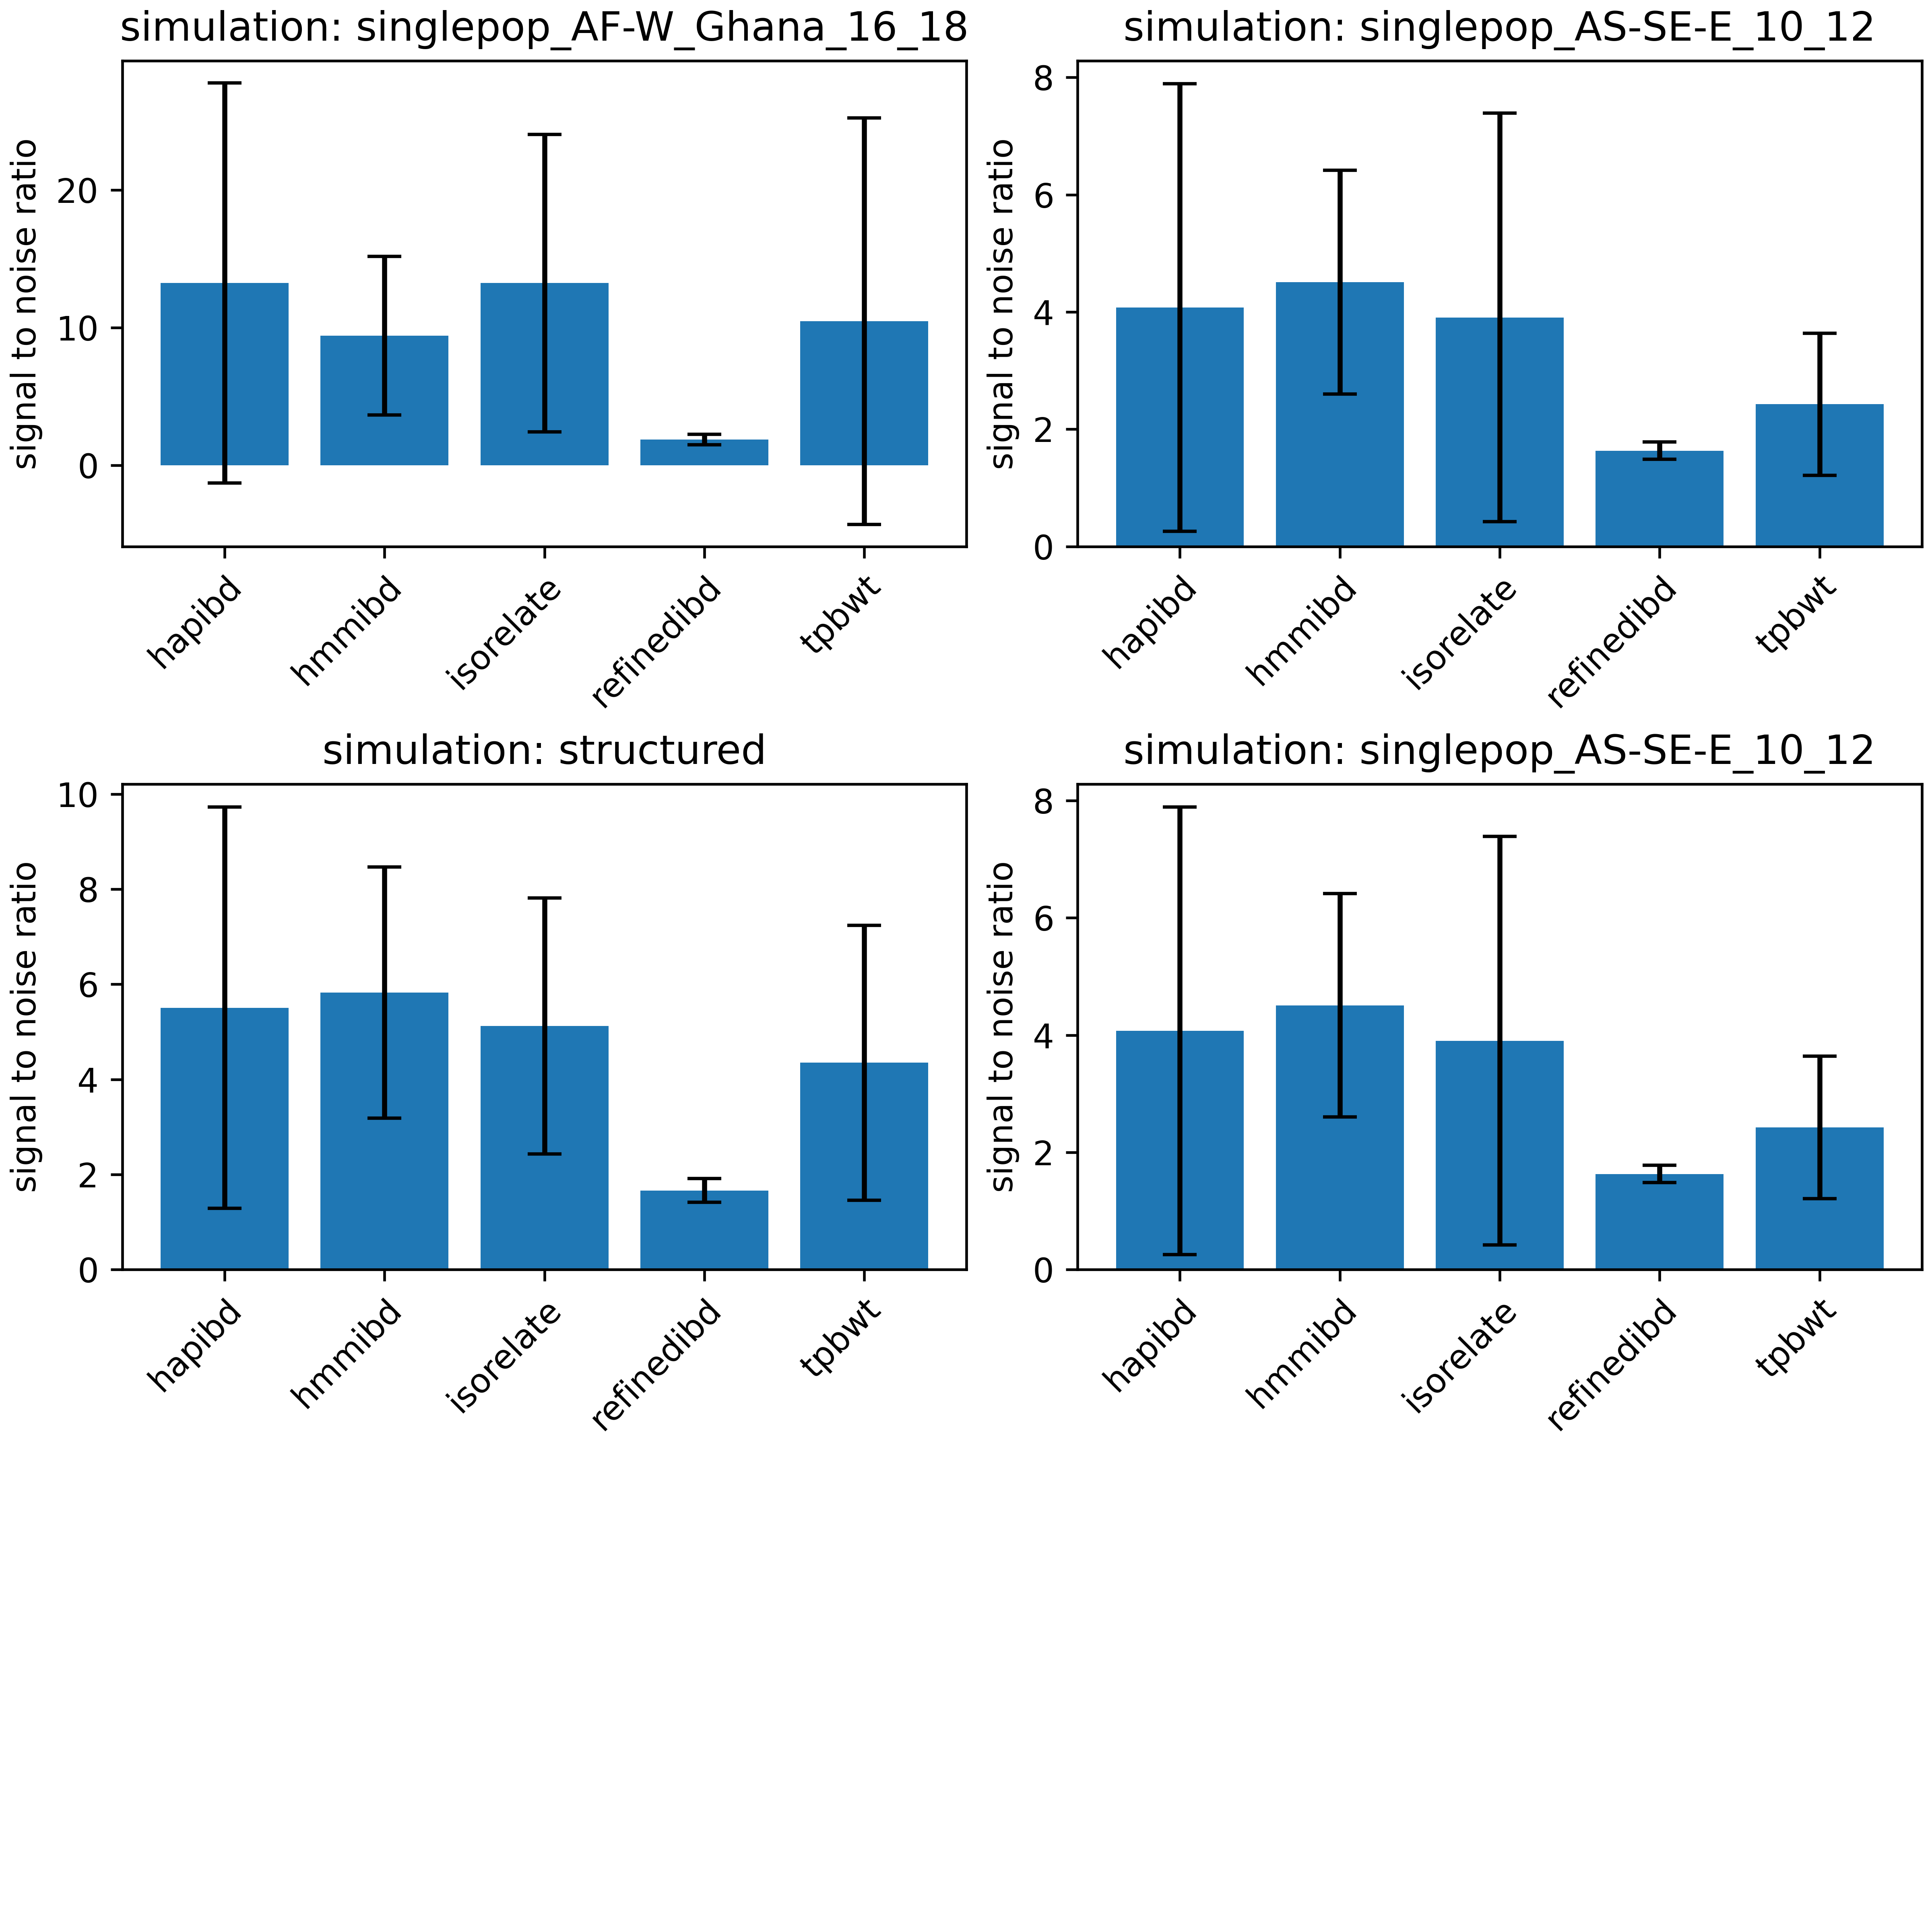 simulation: singlepop_AF-W_Ghana_16_18
signal to noise ratio
20
10
0
hapibd
hmmibd
isorelate
refinedibd
tpbwt
simulation: singlepop_AS-SE-E_10_12
signal to noise ratio
8
6
4
2
0
hapibd
hmmibd
isorelate
refinedibd
tpbwt
simulation: structured
signal to noise ratio
10
8
6
4
2
0
hapibd
hmmibd
isorelate
refinedibd
tpbwt
simulation: singlepop_AS-SE-E_10_12
signal to noise ratio
8
6
4
2
0
hapibd
hmmibd
isorelate
refinedibd
tpbwt